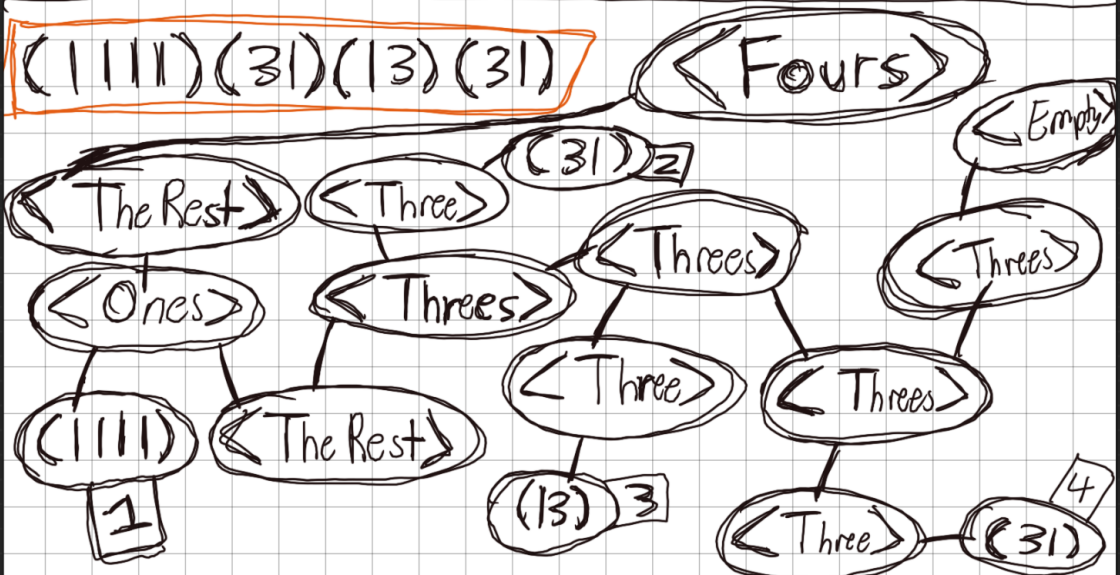 (1111)(31)(13)(31)
<Fours>
<Empty>
(31) 2
<The Rest>
<Three>
<Threes>
<Threes>
<Ones>
<Threes>
<Three>
<Threes>
(1111)
<The Rest>
1
(13) 3
4
<Three>
(31)